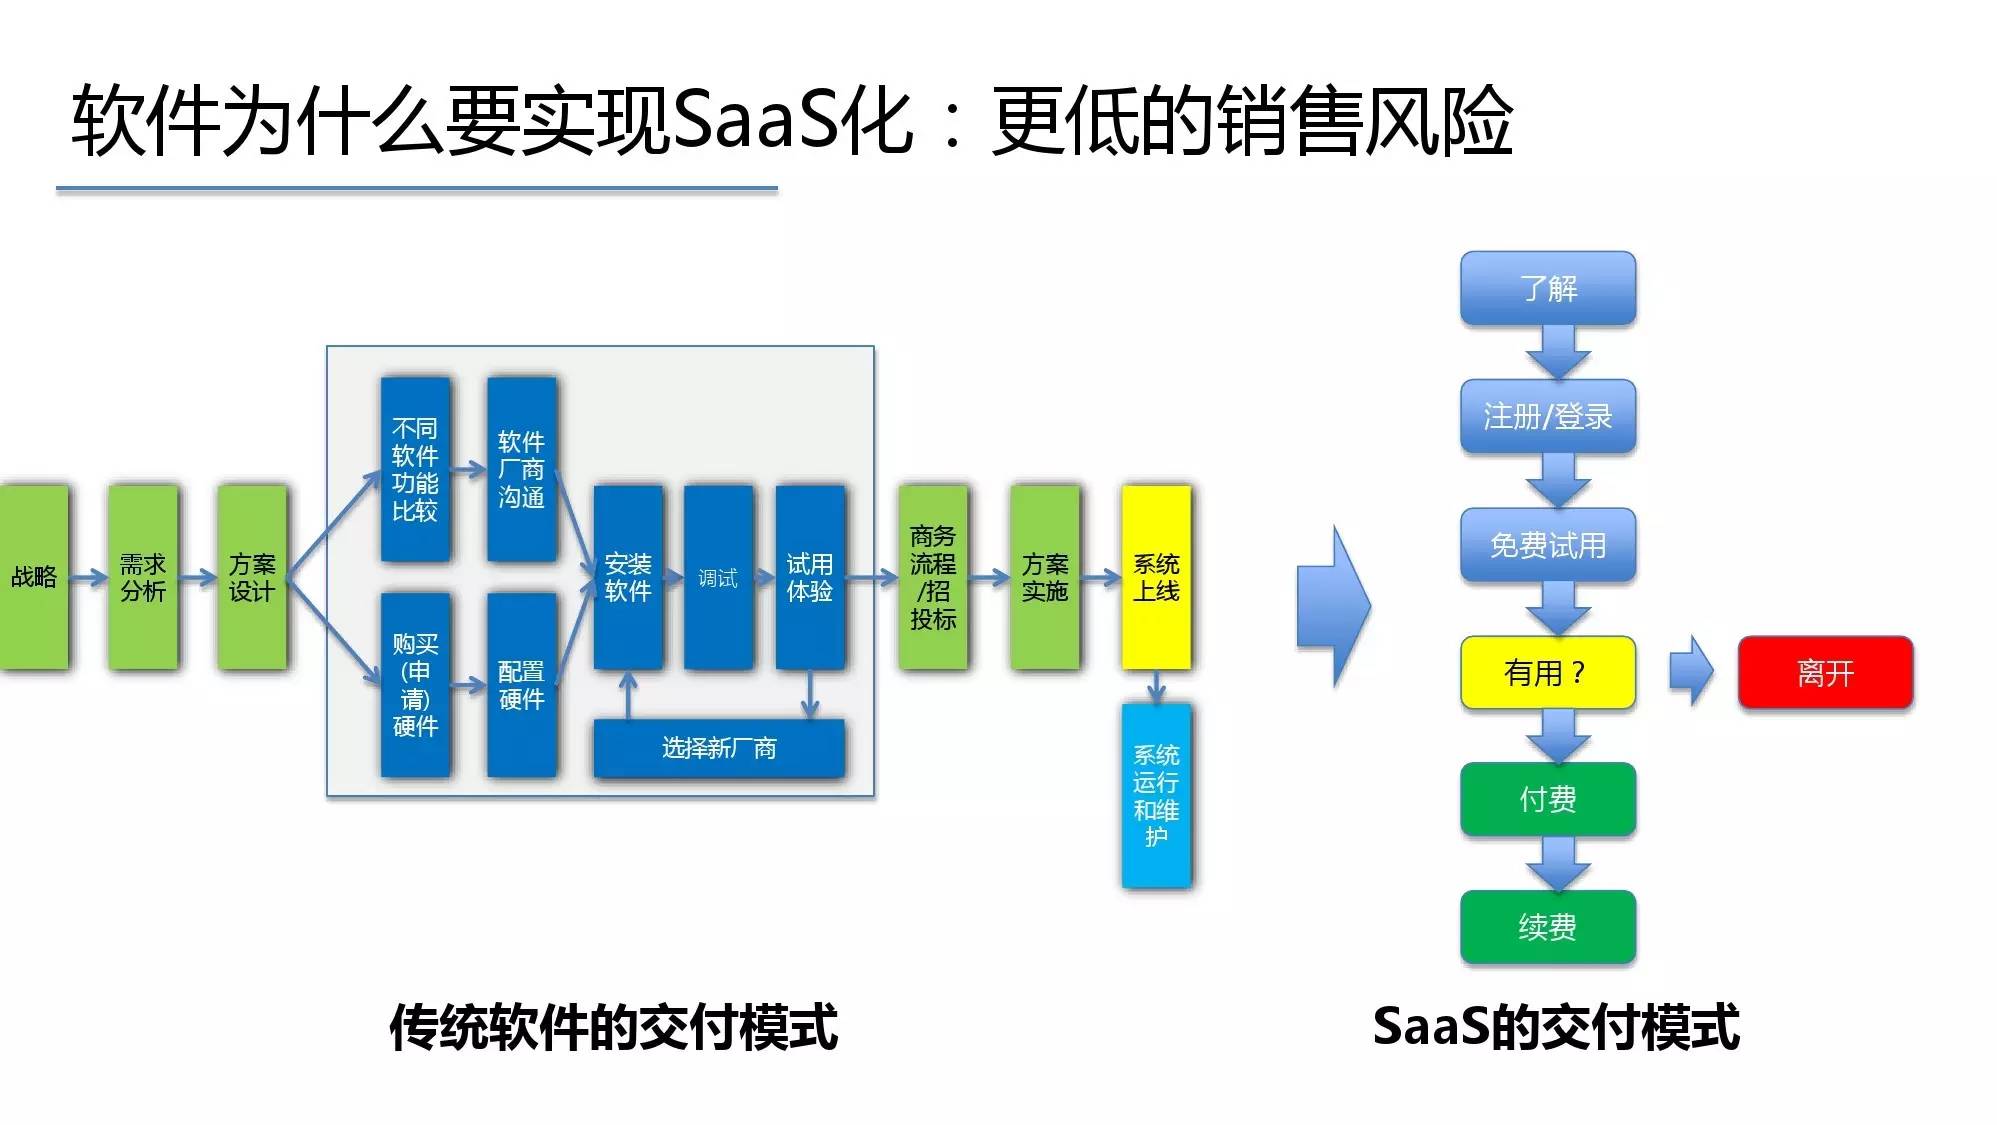 软件为什么要实现SaaS化：更低的销售风险
战略
需求
分析
方案
设计
不同
软件
功能
比较
软件
厂商
沟通
购买
(申
请)
硬件
配置
硬件
安装
软件
调试
试用
体验
选择新厂商
商务
流程
/招
投标
方案
实施
系统
上线
系统
运行
和维
护
传统软件的交付模式
了解
注册/登录
免费试用
有用？
离开
付费
续费
SaaS的交付模式